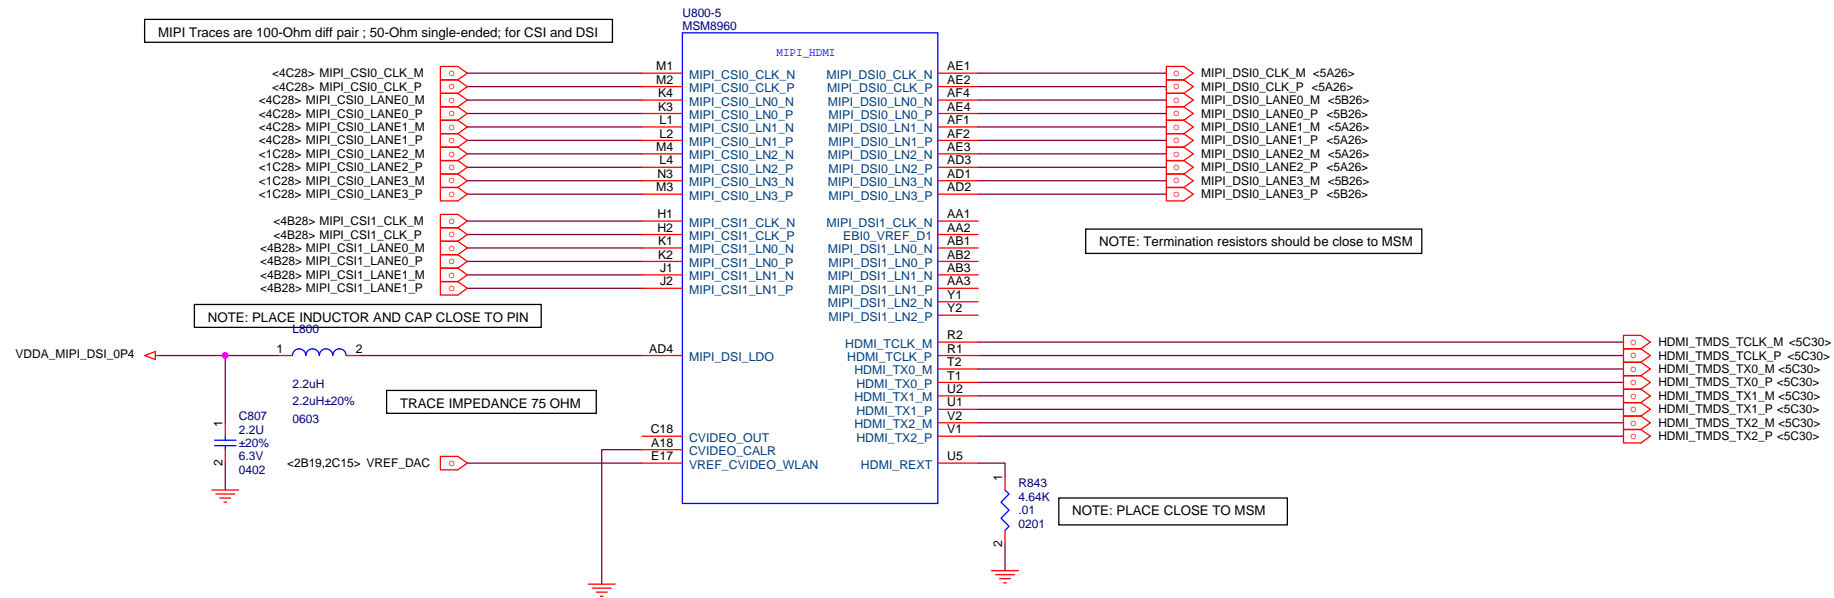 U800-5
MSM8960
MIPI Traces are 100-Ohm diff pair ; 50-Ohm single-ended; for CSI and DSI
MIPI_HDMI
<4C28> MIPI_CSI0_CLK_M M1 MIPI_CSI0_CLK_N MIPI_DSI0_CLK_N AE1 MIPI_DSI0_CLK_M <5A26>
<4C28> MIPI_CSI0_CLK_P M2 MIPI_CSI0_CLK_P MIPI_DSI0_CLK_P AE2 MIPI_DSI0_CLK_P <5A26>
<4C28> MIPI_CSI0_LANE0_M K4 MIPI_CSI0_LN0_N MIPI_DSI0_LN0_N AF4 MIPI_DSI0_LANE0_M <5B26>
<4C28> MIPI_CSI0_LANE0_P K3 MIPI_CSI0_LN0_P MIPI_DSI0_LN0_P AE4 MIPI_DSI0_LANE0_P <5B26>
<4C28> MIPI_CSI0_LANE1_M L1 MIPI_CSI0_LN1_N MIPI_DSI0_LN1_N AF1 MIPI_DSI0_LANE1_M <5A26>
<4C28> MIPI_CSI0_LANE1_P L2 MIPI_CSI0_LN1_P MIPI_DSI0_LN1_P AF2 MIPI_DSI0_LANE1_P <5A26>
<1C28> MIPI_CSI0_LANE2_M M4 MIPI_CSI0_LN2_N MIPI_DSI0_LN2_N AE3 MIPI_DSI0_LANE2_M <5A26>
<1C28> MIPI_CSI0_LANE2_P L4 MIPI_CSI0_LN2_P MIPI_DSI0_LN2_P AD3 MIPI_DSI0_LANE2_P <5A26>
<1C28> MIPI_CSI0_LANE3_M N3 MIPI_CSI0_LN3_N MIPI_DSI0_LN3_N AD1 MIPI_DSI0_LANE3_M <5B26>
<1C28> MIPI_CSI0_LANE3_P M3 MIPI_CSI0_LN3_P MIPI_DSI0_LN3_P AD2 MIPI_DSI0_LANE3_P <5B26>
<4B28> MIPI_CSI1_CLK_M H1 MIPI_CSI1_CLK_N MIPI_DSI1_CLK_N AA1
<4B28> MIPI_CSI1_CLK_P H2 MIPI_CSI1_CLK_P EBI0_VREF_D1 AA2
<4B28> MIPI_CSI1_LANE0_M K1 MIPI_CSI1_LN0_N MIPI_DSI1_LN0_N AB1
<4B28> MIPI_CSI1_LANE0_P K2 MIPI_CSI1_LN0_P MIPI_DSI1_LN0_P AB2
<4B28> MIPI_CSI1_LANE1_M J1 MIPI_CSI1_LN1_N MIPI_DSI1_LN1_N AB3
<4B28> MIPI_CSI1_LANE1_P J2 MIPI_CSI1_LN1_P MIPI_DSI1_LN1_P AA3
MIPI_DSI1_LN2_N Y1
MIPI_DSI1_LN2_P Y2
NOTE: Termination resistors should be close to MSM
NOTE: PLACE INDUCTOR AND CAP CLOSE TO PIN
L800
VDDA_MIPI_DSI_0P4 1 2 AD4 MIPI_DSI_LDO
2.2uH
2.2uH±20%
0603
TRACE IMPEDANCE 75 OHM
1
C807
2.2U
±20%
6.3V
0402
2
HDMI_TCLK_M R2 HDMI_TMDS_TCLK_M <5C30>
HDMI_TCLK_P R1 HDMI_TMDS_TCLK_P <5C30>
HDMI_TX0_M T2 HDMI_TMDS_TX0_M <5C30>
HDMI_TX0_P T1 HDMI_TMDS_TX0_P <5C30>
HDMI_TX1_M U2 HDMI_TMDS_TX1_M <5C30>
HDMI_TX1_P U1 HDMI_TMDS_TX1_P <5C30>
HDMI_TX2_M V2 HDMI_TMDS_TX2_M <5C30>
HDMI_TX2_P V1 HDMI_TMDS_TX2_P <5C30>
C18 CVIDEO_OUT
A18 CVIDEO_CALR
<2B19,2C15> VREF_DAC E17 VREF_CVIDEO_WLAN HDMI_REXT U5
1
R843
4.64K
.01
0201
2
NOTE: PLACE CLOSE TO MSM